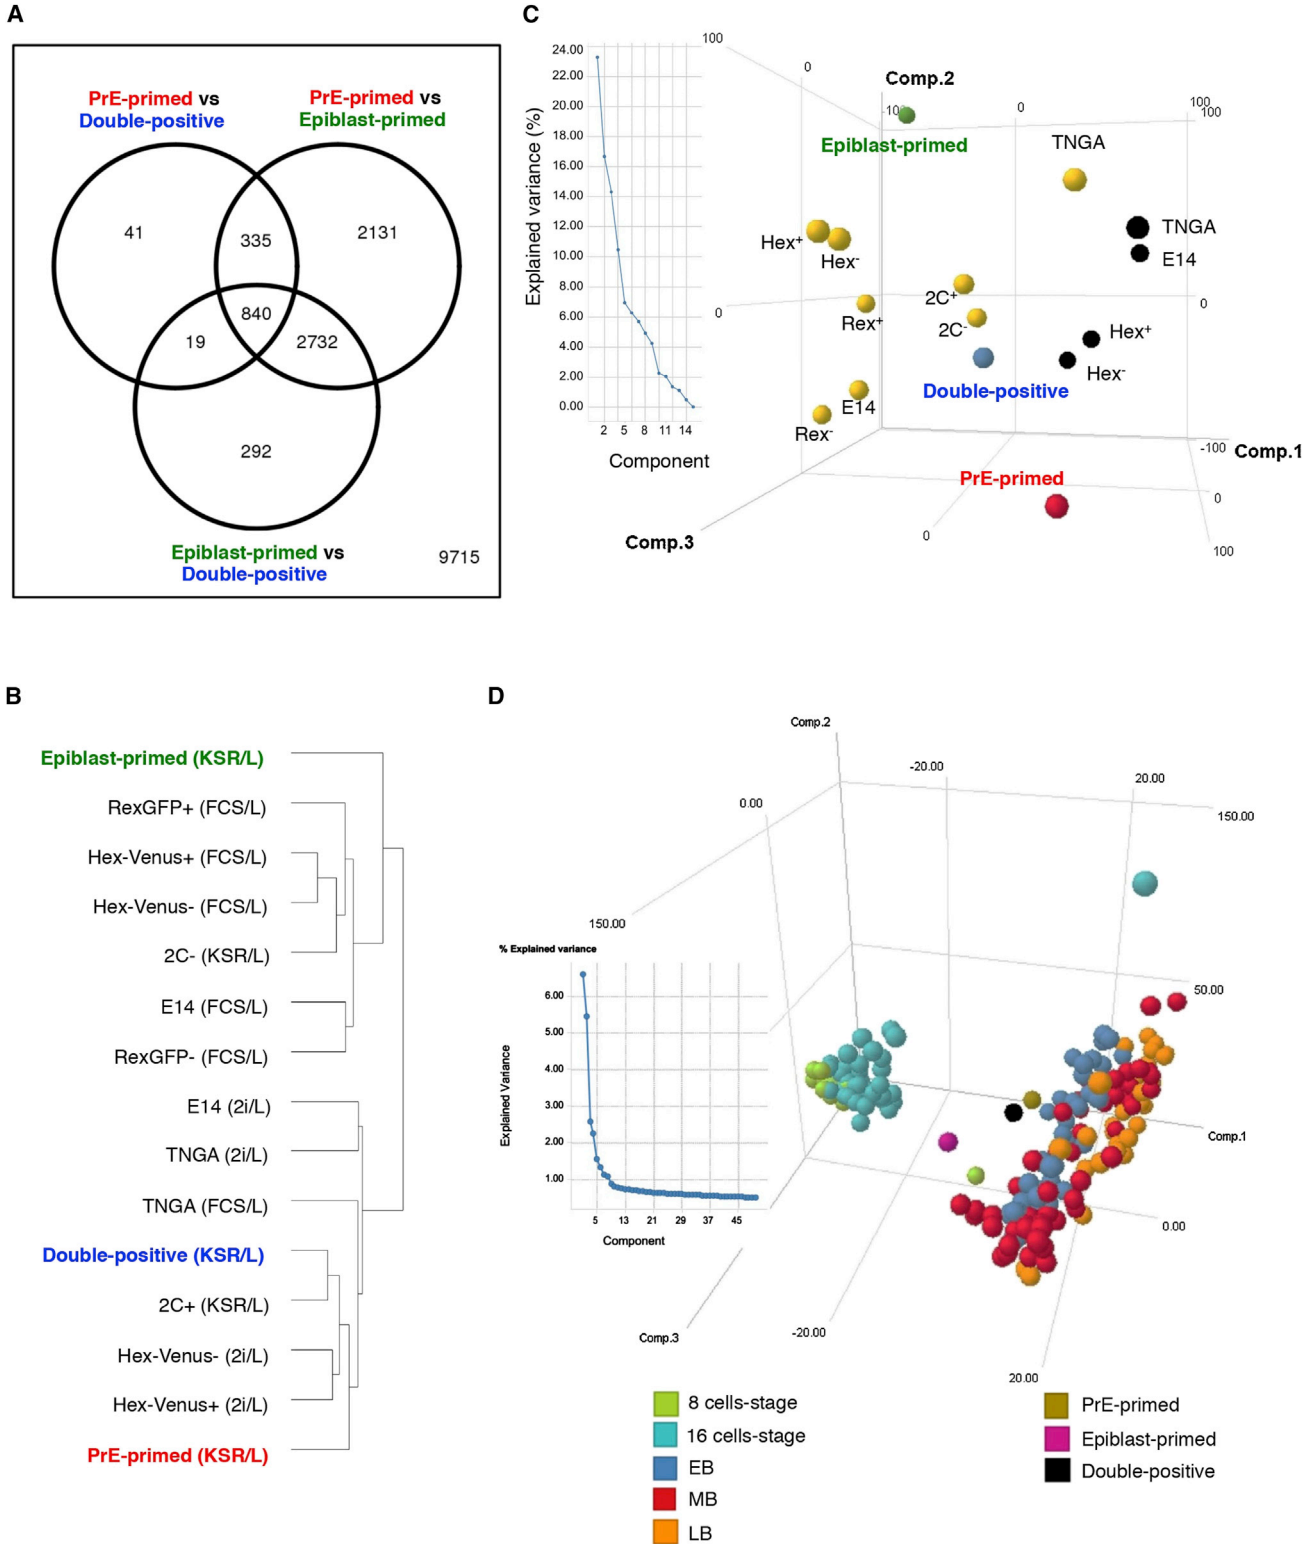 A
PrE-primed vs
Double-positive
PrE-primed vs
Epiblast-primed
41
335
2131
840
19
2732
292
Epiblast-primed vs
Double-positive
9715
C
Explained variance (%)
24.00
22.00
20.00
18.00
16.00
14.00
12.00
10.00
8.00
6.00
4.00
2.00
0.00
2 5 8 11 14
Component
100
0
Comp.2
-100
0
100
100
Epiblast-primed
TNGA
TNGA
E14
Hex+
Hex-
2C+
2C-
Rex+
0
0
Hex+
Hex-
Double-positive
E14
Rex-
-100
Comp.1
PrE-primed
0
0
100
Comp.3
B
Epiblast-primed (KSR/L)
RexGFP+ (FCS/L)
Hex-Venus+ (FCS/L)
Hex-Venus- (FCS/L)
2C- (KSR/L)
E14 (FCS/L)
RexGFP- (FCS/L)
E14 (2i/L)
TNGA (2i/L)
TNGA (FCS/L)
Double-positive (KSR/L)
2C+ (KSR/L)
Hex-Venus- (2i/L)
Hex-Venus+ (2i/L)
PrE-primed (KSR/L)
D
Comp.2
-20.00
20.00
0.00
150.00
150.00
% Explained variance
Explained Variance
6.00
5.00
4.00
3.00
2.00
1.00
5 13 21 29 37 45
Component
50.00
Comp.1
0.00
Comp.3
-20.00
20.00
8 cells-stage
16 cells-stage
EB
MB
LB
PrE-primed
Epiblast-primed
Double-positive